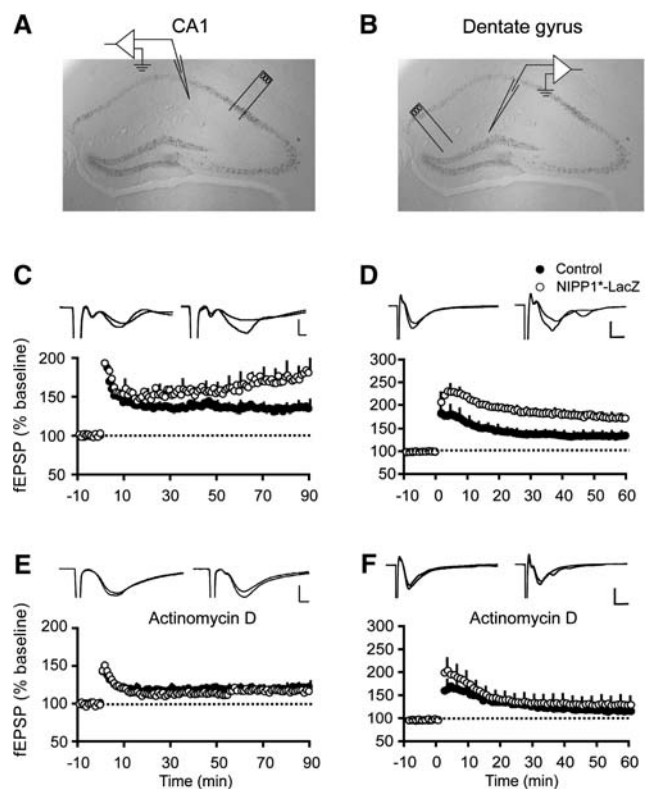 A CA1
B Dentate gyrus
C
D
Control
NIPP1*-LacZ
fEPSP (% baseline)
200
150
100
50
-10 10 30 50 70 90
300
250
200
150
100
50
-10 0 10 20 30 40 50 60
E
F
Actinomycin D
Actinomycin D
fEPSP (% baseline)
200
150
100
50
-10 10 30 50 70 90
Time (min)
300
250
200
150
100
50
-10 0 10 20 30 40 50 60
Time (min)